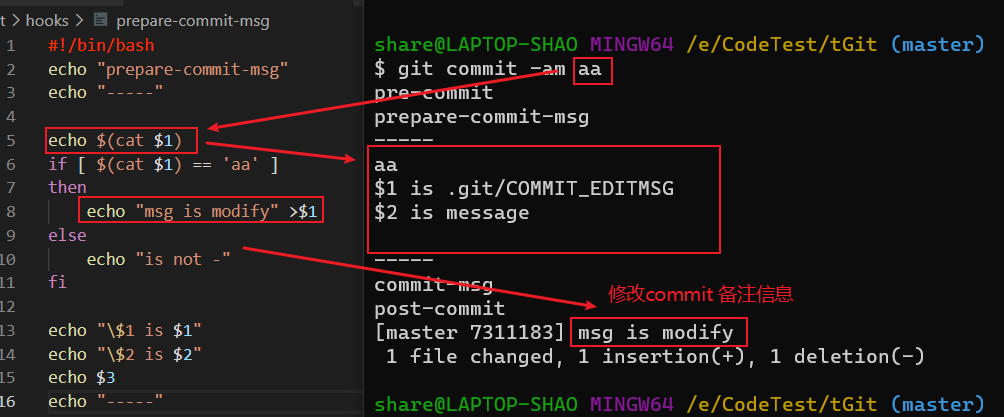 t > hooks > prepare-commit-msg
1 #!/bin/bash
2 echo "prepare-commit-msg"
3 echo "-----"
4
5 echo $(cat $1)
6 if [ $(cat $1) == 'aa' ]
7 then
8 echo "msg is modify" >$1
9 else
10 echo "is not -"
11 fi
12
13 echo "\$1 is $1"
14 echo "\$2 is $2"
15 echo $3
16 echo "-----"
share@LAPTOP-SHAO MINGW64 /e/CodeTest/tGit (master)
$ git commit -am aa
pre-commit
prepare-commit-msg
-----
aa
$1 is .git/COMMIT_EDITMSG
$2 is message
-----
commit-msg
修改commit 备注信息
post-commit
[master 7311183] msg is modify
1 file changed, 1 insertion(+), 1 deletion(-)
share@LAPTOP-SHAO MINGW64 /e/CodeTest/tGit (master)